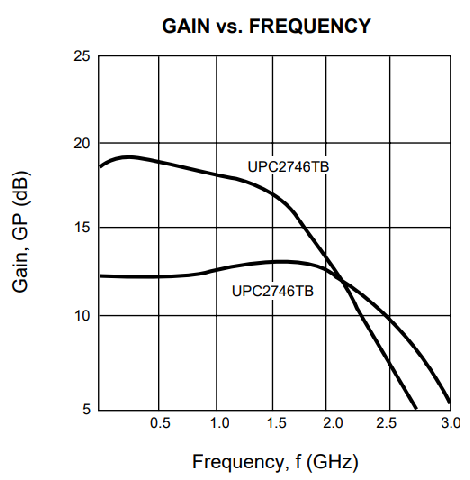 GAIN vs. FREQUENCY
25
20
15
10
5
Gain, GP (dB)
UPC2746TB
UPC2746TB
0.5 1.0 1.5 2.0 2.5 3.0
Frequency, f (GHz)